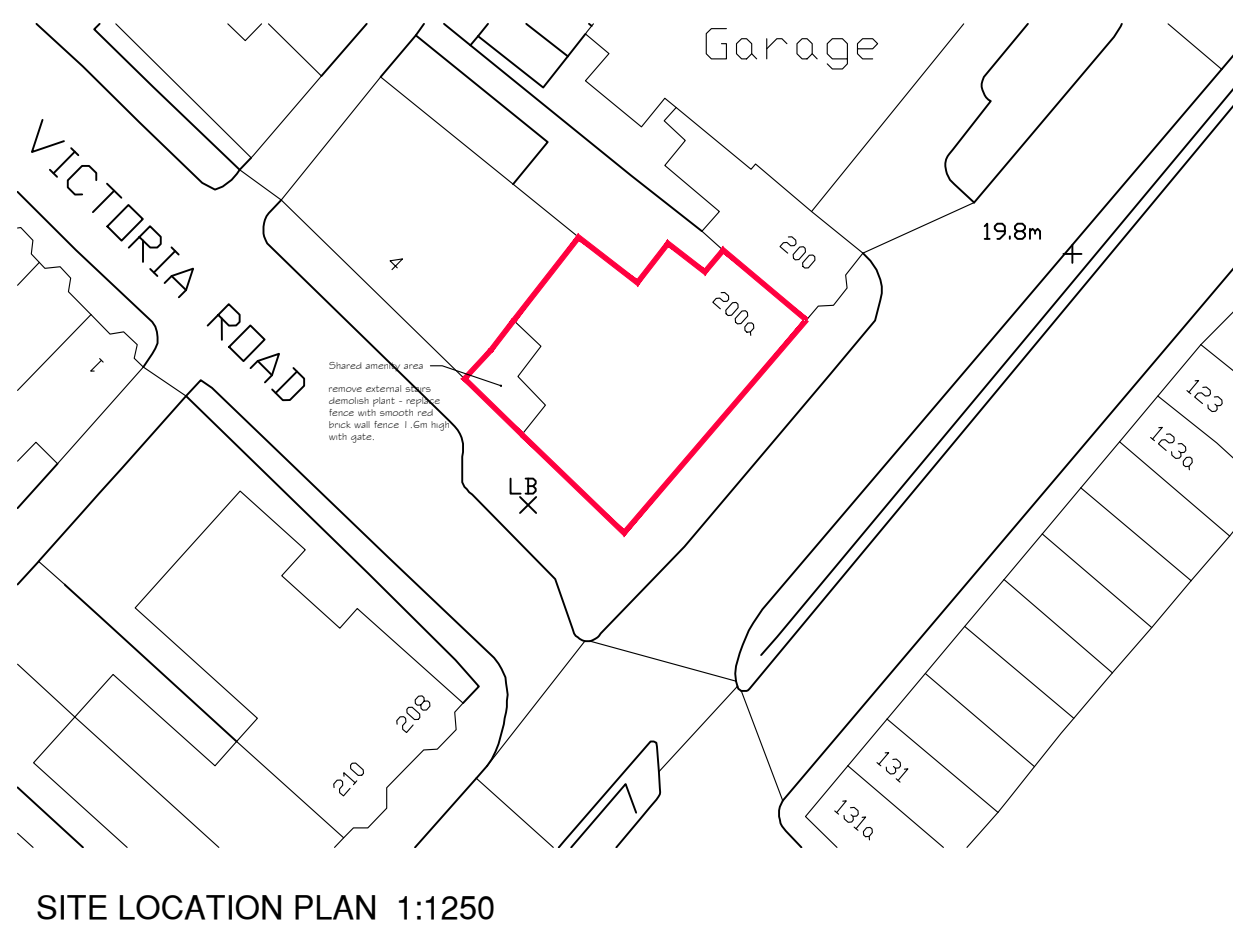 Garage
VICTORIA ROAD
19.8m
200
4
200a
Shared amenity area
remove external stairs
demolish plant - replace
fence with smooth red
brick wall fence 1.6m high
with gate.
1
123
123a
LB
208
210
131
131a
SITE LOCATION PLAN 1:1250